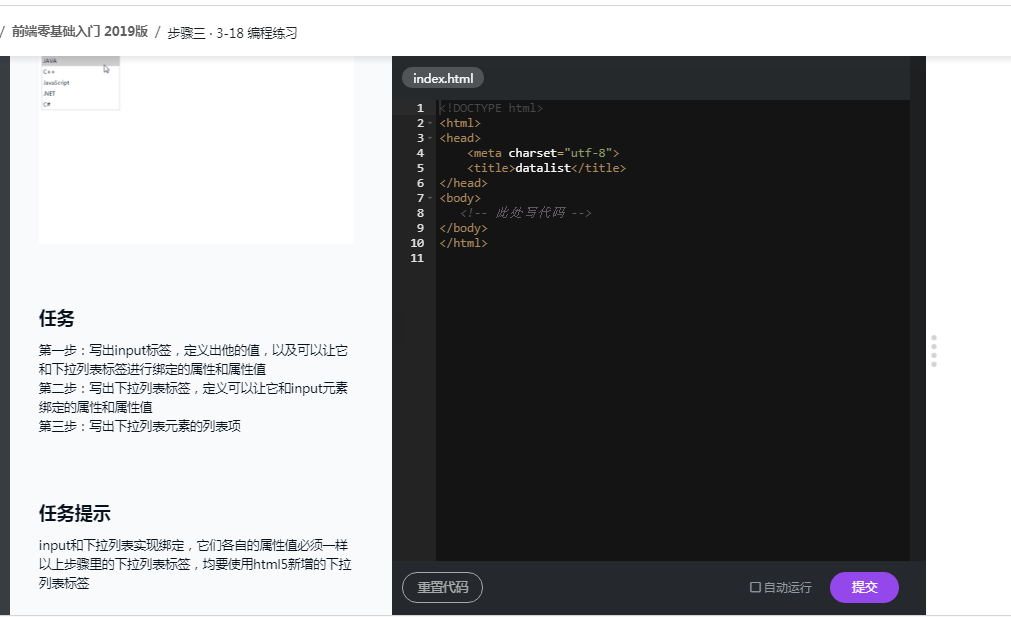 / 前端零基础入门 2019版 / 步骤三 · 3-18 编程练习
JAVA
C++
JavaScript
.NET
C#
任务
第一步：写出input标签，定义出他的值，以及可以让它
和下拉列表标签进行绑定的属性和属性值
第二步：写出下拉列表标签，定义可以让它和input元素
绑定的属性和属性值
第三步：写出下拉列表元素的列表项
任务提示
input和下拉列表实现绑定，它们各自的属性值必须一样
以上步骤里的下拉列表标签，均要使用html5新增的下拉
列表标签
index.html
1 <!DOCTYPE html>
2 <html>
3 <head>
4 <meta charset="utf-8">
5 <title>datalist</title>
6 </head>
7 <body>
8 <!-- 此处写代码 -->
9 </body>
10 </html>
11
重置代码
自动运行
提交